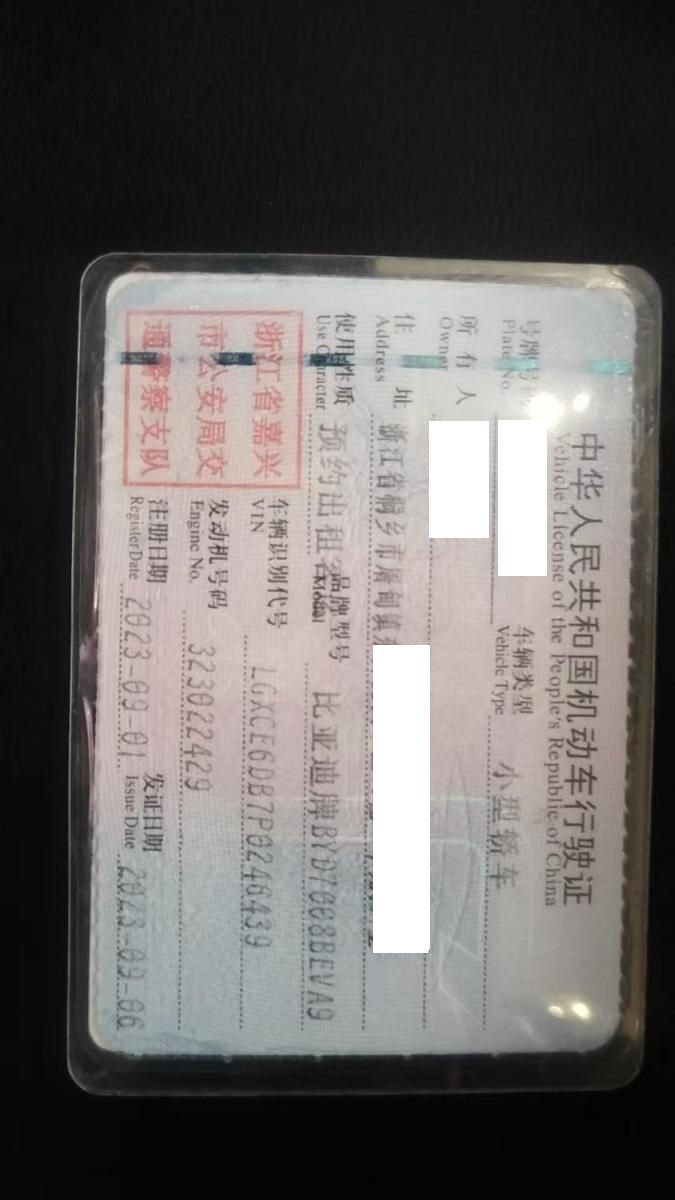 中华人民共和国机动车行驶证
Vehicle License of the People's Republic of China
号牌号码
Plate No.
车辆类型
Vehicle Type
小型轿车
所有人
Owner
住址
Address
浙江省桐乡市屠甸镇
使用性质
Use Character
预约出租客
品牌型号
Model
比亚迪牌BYD7008BEVA9
车辆识别代号
VIN
LGXCE6DB7P0246439
发动机号码
Engine No.
323022429
注册日期
Register Date
2023-09-01
发证日期
Issue Date
2023-09-06
浙江省嘉兴
市公安局交
通警察支队